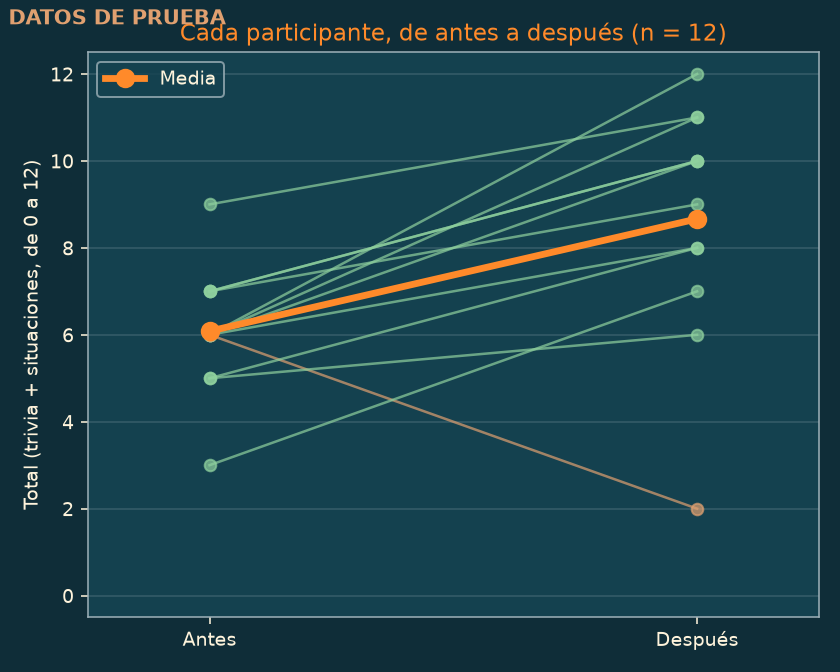 DATOS DE PRUEBA
Cada participante, de antes a después (n = 12)
Media
Total (trivia + situaciones, de 0 a 12)
12
10
8
6
4
2
0
Antes
Después